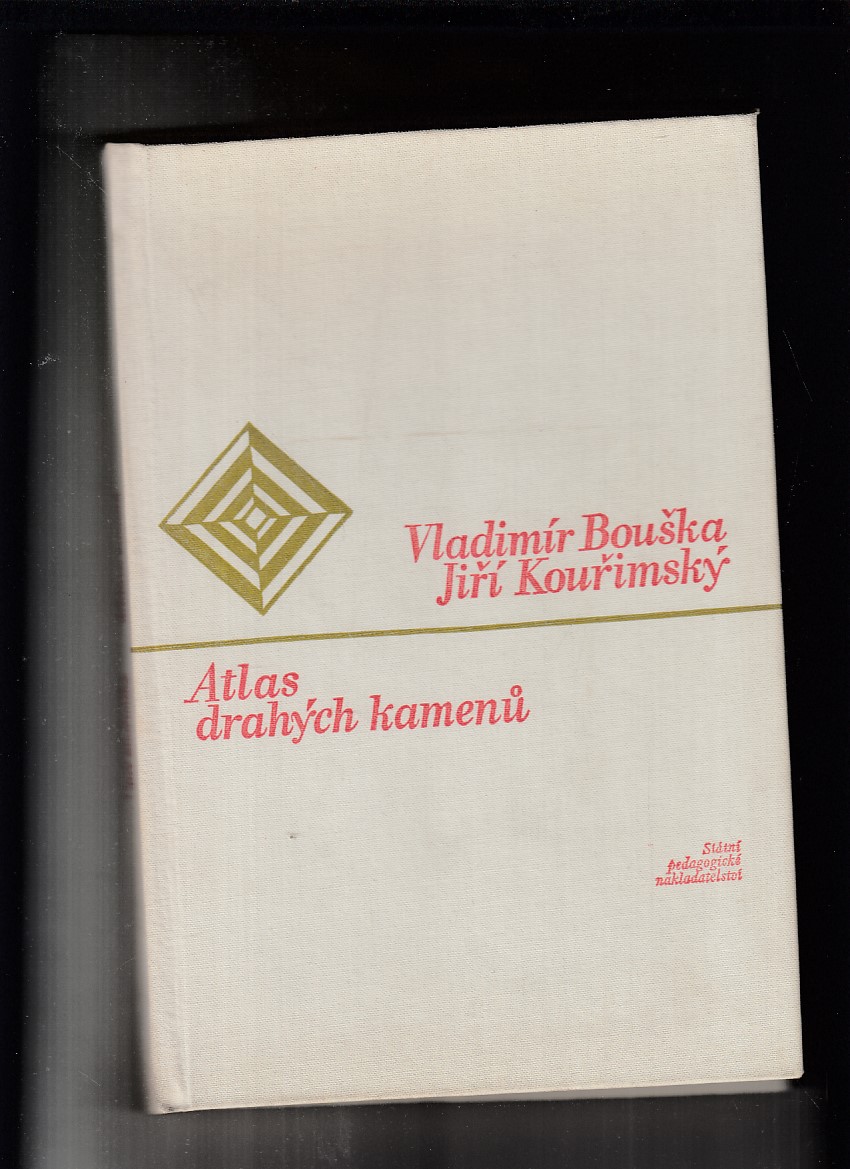 Vladimír Bouška
Jiří Kouřimský
Atlas
drahých kamenů
Státní
pedagogické
nakladatelství